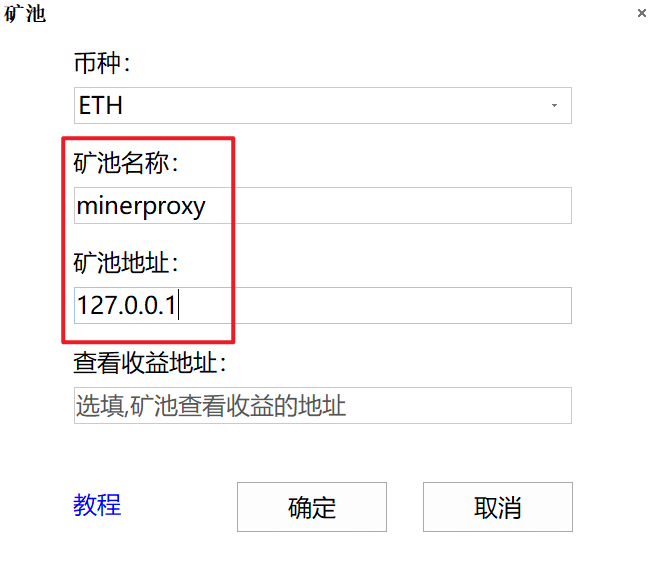 矿池
币种：
ETH
矿池名称：
minerproxy
矿池地址：
127.0.0.1
查看收益地址：
选填,矿池查看收益的地址
教程
确定
取消